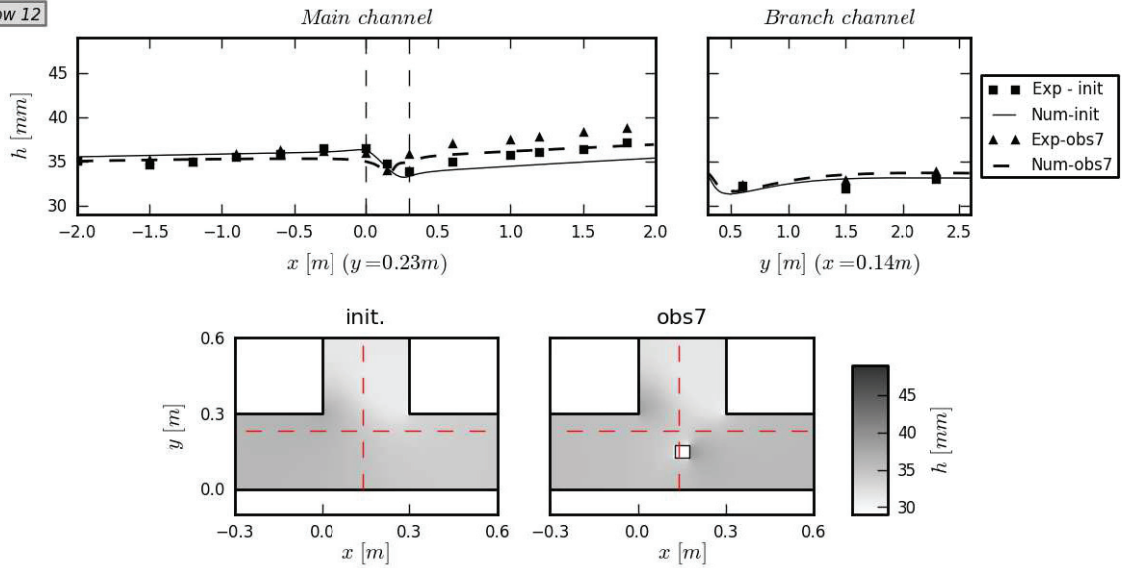 ow 12
Main channel
Branch channel
h [mm]
45
40
35
30
−2.0 −1.5 −1.0 −0.5 0.0 0.5 1.0 1.5 2.0
x [m] (y=0.23m)
0.5 1.0 1.5 2.0 2.5
y [m] (x=0.14m)
Exp - init
Num-init
Exp-obs7
Num-obs7
init.
obs7
y [m]
0.6
0.3
0.0
−0.3 0.0 0.3 0.6
x [m]
−0.3 0.0 0.3 0.6
x [m]
45
40
35
30
h [mm]